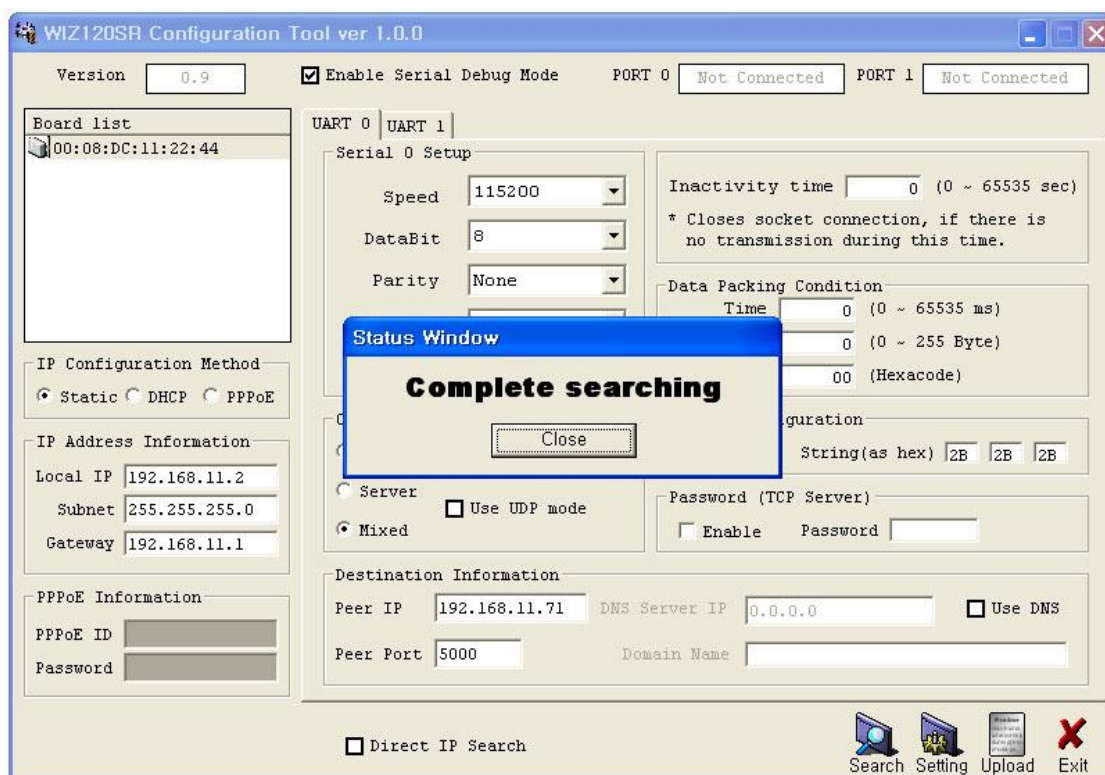 WIZ120SR Configuration Tool ver 1.0.0
Version 0.9
Enable Serial Debug Mode
PORT 0 Not Connected
PORT 1 Not Connected
Board list
00:08:DC:11:22:44
IP Configuration Method
Static DHCP PPPoE
IP Address Information
Local IP 192.168.11.2
Subnet 255.255.255.0
Gateway 192.168.11.1
PPPoE Information
PPPoE ID
Password
UART 0 UART 1
Serial 0 Setup
Speed 115200
DataBit 8
Parity None
Inactivity time 0 (0 ~ 65535 sec)
* Closes socket connection, if there is
no transmission during this time.
Data Packing Condition
Time 0 (0 ~ 65535 ms)
0 (0 ~ 255 Byte)
00 (Hexacode)
Status Window
Complete searching
Close
String(as hex) 2B 2B 2B
Server
Mixed
Use UDP mode
Password (TCP Server)
Enable Password
Destination Information
Peer IP 192.168.11.71
DNS Server IP 0.0.0.0
Use DNS
Peer Port 5000
Domain Name
Direct IP Search
Search Setting Upload Exit